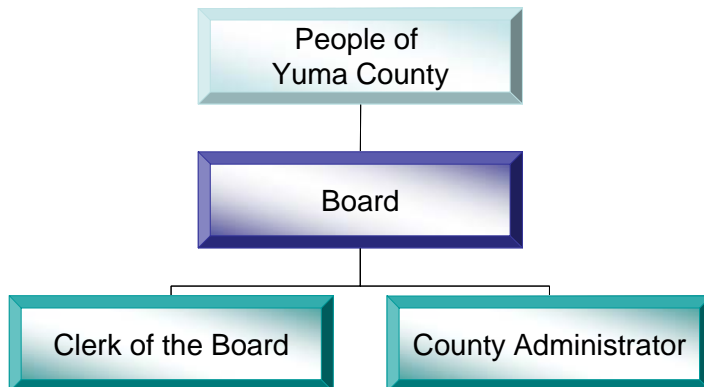 People of
Yuma County
Board
Clerk of the Board
County Administrator